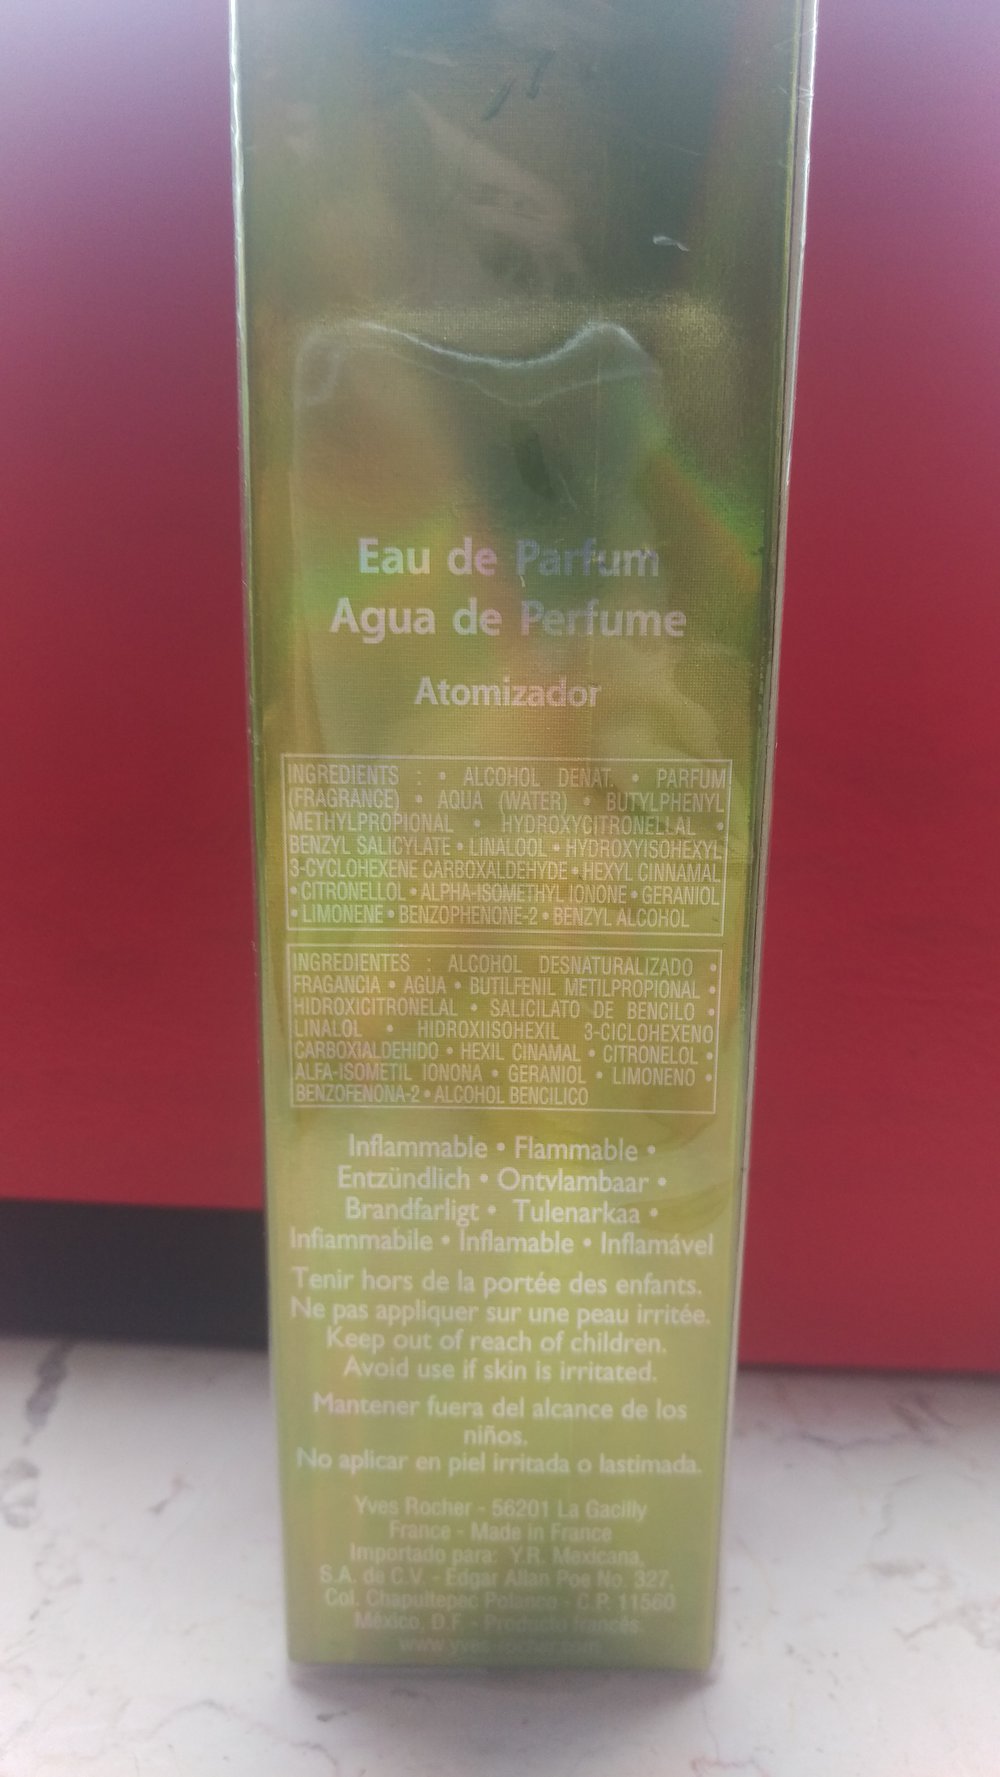 Eau de Parfum
Agua de Perfume
Atomizador
INGREDIENTS : • ALCOHOL DENAT. • PARFUM
(FRAGRANCE) • AQUA (WATER) • BUTYLPHENYL
METHYLPROPIONAL • HYDROXYCITRONELLAL •
BENZYL SALICYLATE • LINALOOL • HYDROXYISOHEXYL
3-CYCLOHEXENE CARBOXALDEHYDE • HEXYL CINNAMAL
• CITRONELLOL • ALPHA-ISOMETHYL IONONE • GERANIOL
• LIMONENE • BENZOPHENONE-2 • BENZYL ALCOHOL
INGREDIENTES : ALCOHOL DESNATURALIZADO •
FRAGANCIA • AGUA • BUTILFENIL METILPROPIONAL •
HIDROXICITRONELAL • SALICILATO DE BENCILO •
LINALOL • HIDROXIISOHEXIL 3-CICLOHEXENO
CARBOXIALDEHIDO • HEXIL CINAMAL • CITRONELOL •
ALFA-ISOMETIL IONONA • GERANIOL • LIMONENO •
BENZOFENONA-2 • ALCOHOL BENCILICO
Inflammable • Flammable •
Entzündlich • Ontvlambaar •
Brandfarligt • Tulenarkaa •
Infiammabile • Inflamable • Inflamável
Tenir hors de la portée des enfants.
Ne pas appliquer sur une peau irritée.
Keep out of reach of children.
Avoid use if skin is irritated.
Mantener fuera del alcance de los
niños.
No aplicar en piel irritada o lastimada.
Yves Rocher - 56201 La Gacilly
France - Made in France
Importado para: Y.R. Mexicana,
S.A. de C.V. - Edgar Allan Poe No. 327,
Col. Chapultepec Polanco - C.P. 11560
México, D.F. - Producto francés.
www.yves-rocher.com